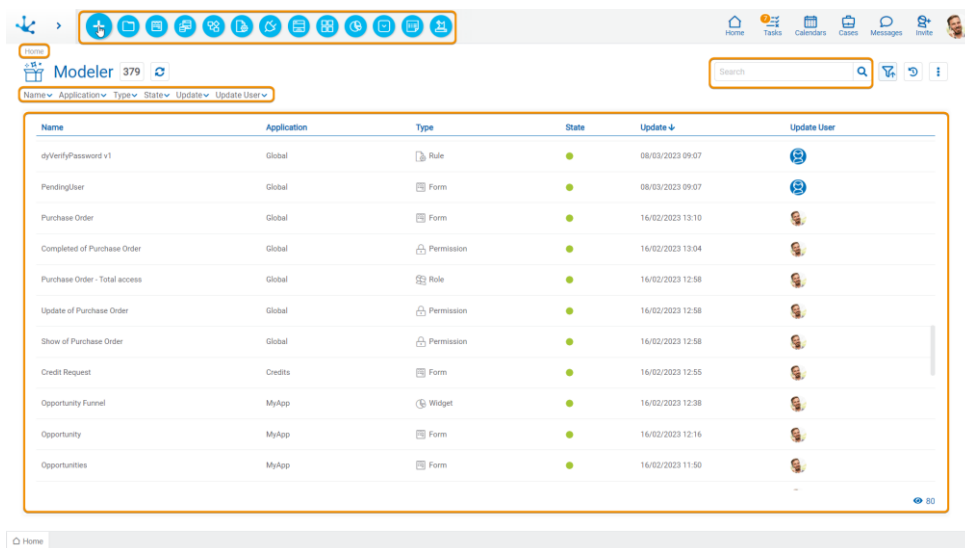 Home
7
Tasks
Calendars
Cases
Messages
Invite
Home
Modeler 379
Search
Name Application Type State Update Update User
Name Application Type State Update Update User
dyVerifyPassword v1 Global Rule 08/03/2023 09:07
PendingUser Global Form 08/03/2023 09:07
Purchase Order Global Form 16/02/2023 13:10
Completed of Purchase Order Global Permission 16/02/2023 13:04
Purchase Order - Total access Global Role 16/02/2023 12:58
Update of Purchase Order Global Permission 16/02/2023 12:58
Show of Purchase Order Global Permission 16/02/2023 12:58
Credit Request Credits Form 16/02/2023 12:55
Opportunity Funnel MyApp Widget 16/02/2023 12:38
Opportunity MyApp Form 16/02/2023 12:16
Opportunities MyApp Form 16/02/2023 11:50
80
Home